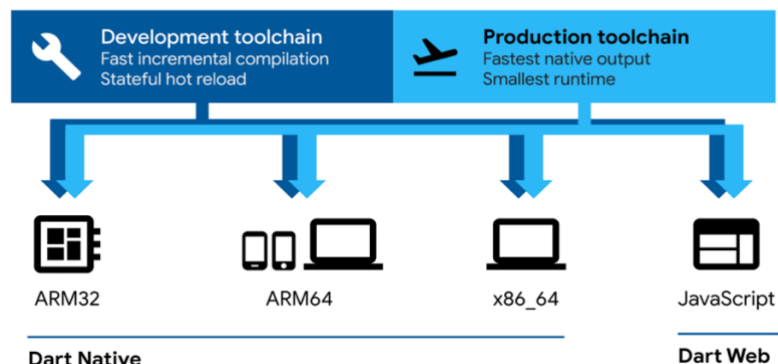 Development toolchain
Fast incremental compilation
Stateful hot reload
Production toolchain
Fastest native output
Smallest runtime
ARM32
ARM64
x86_64
JavaScript
Dart Native
Dart Web